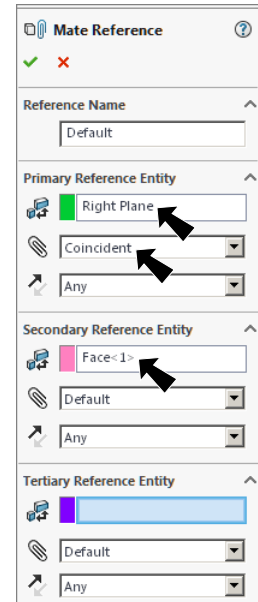 Mate Reference
Reference Name
Default
Primary Reference Entity
Right Plane
Coincident
Any
Secondary Reference Entity
Face<1>
Default
Any
Tertiary Reference Entity
Default
Any